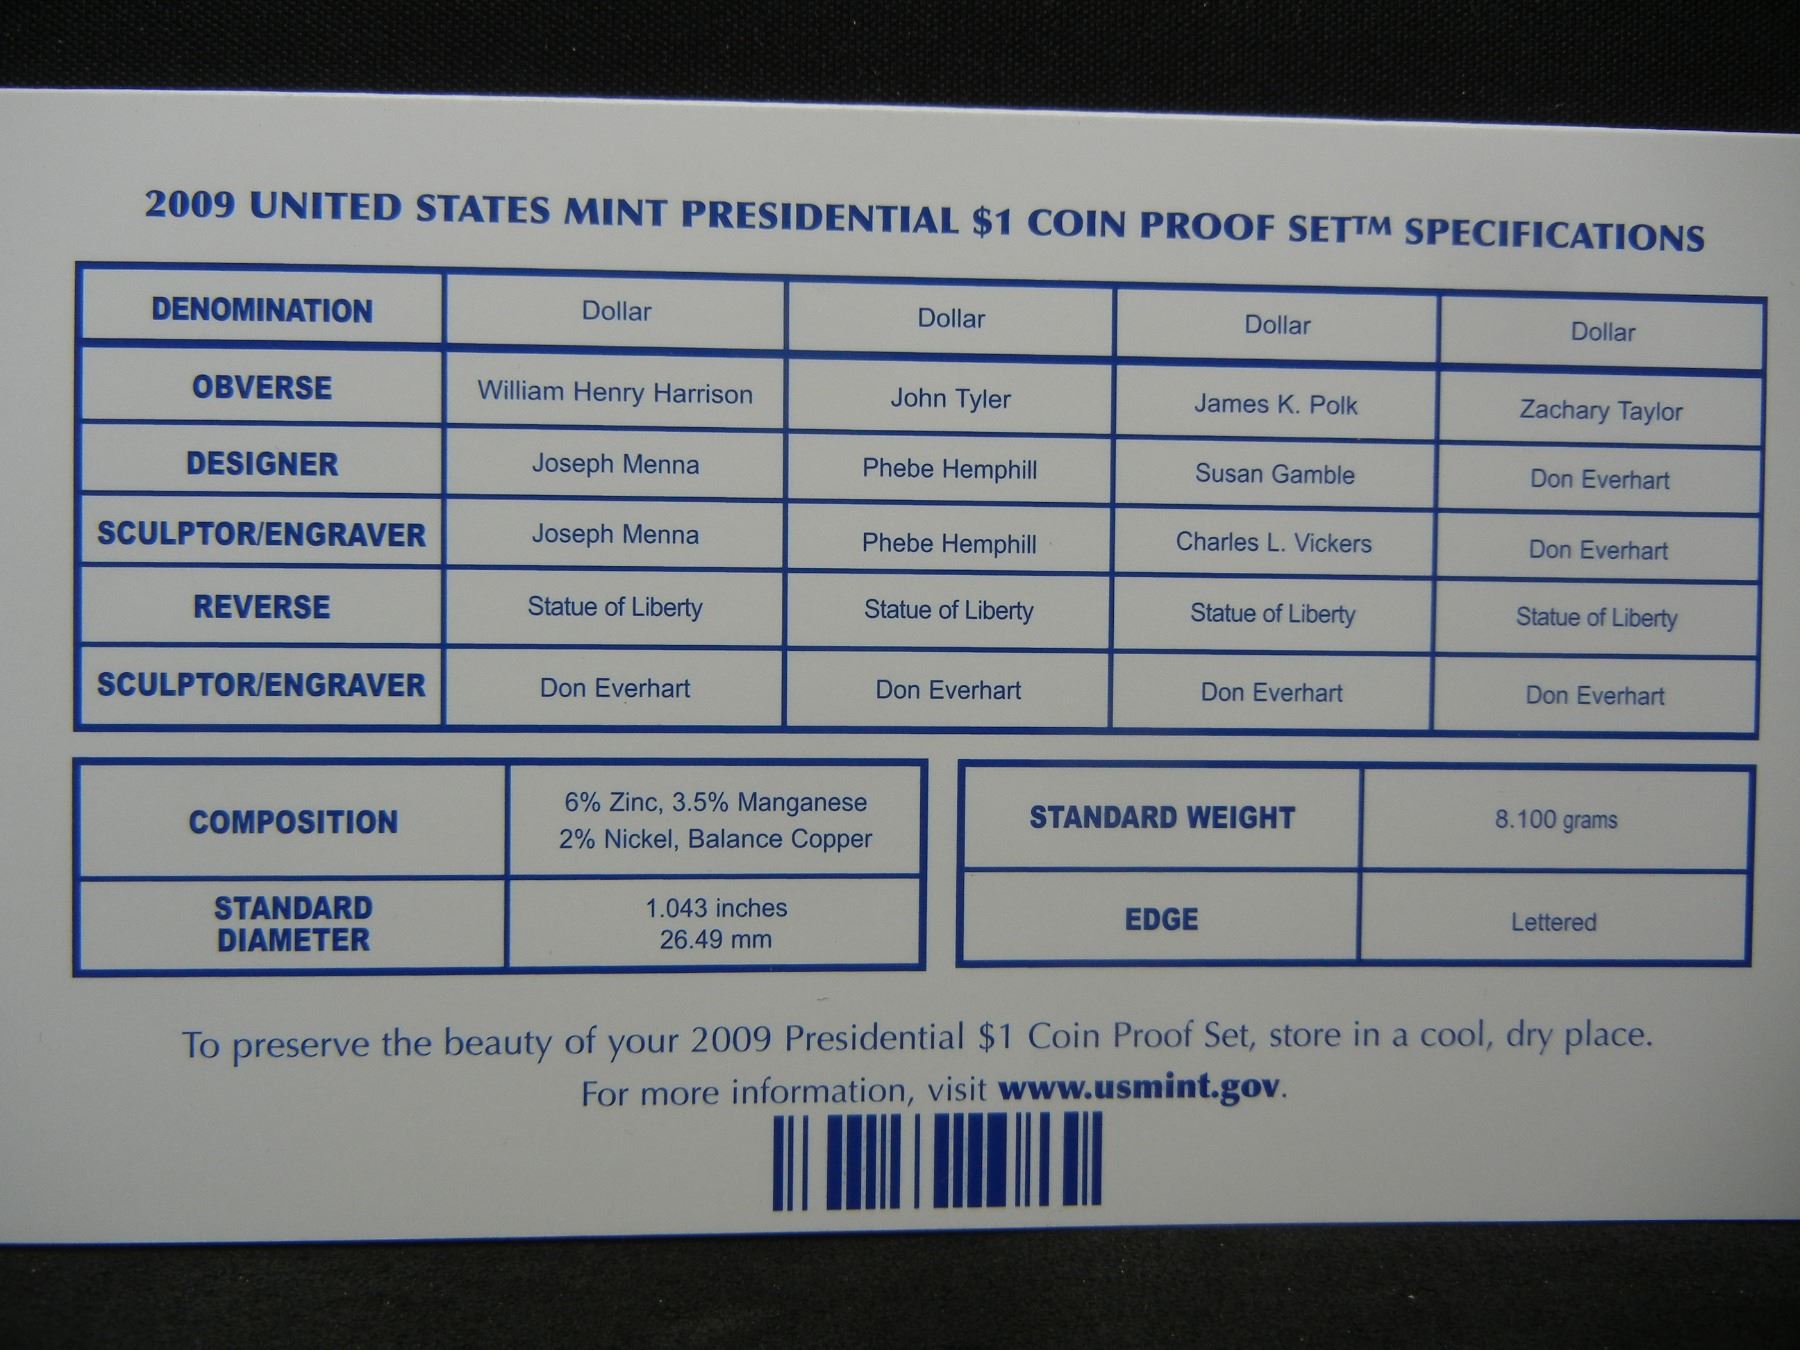 2009 UNITED STATES MINT PRESIDENTIAL $1 COIN PROOF SET™ SPECIFICATIONS
DENOMINATION Dollar Dollar Dollar Dollar
OBVERSE William Henry Harrison John Tyler James K. Polk Zachary Taylor
DESIGNER Joseph Menna Phebe Hemphill Susan Gamble Don Everhart
SCULPTOR/ENGRAVER Joseph Menna Phebe Hemphill Charles L. Vickers Don Everhart
REVERSE Statue of Liberty Statue of Liberty Statue of Liberty Statue of Liberty
SCULPTOR/ENGRAVER Don Everhart Don Everhart Don Everhart Don Everhart
COMPOSITION
6% Zinc, 3.5% Manganese
2% Nickel, Balance Copper
STANDARD
DIAMETER
1.043 inches
26.49 mm
STANDARD WEIGHT 8.100 grams
EDGE Lettered
To preserve the beauty of your 2009 Presidential $1 Coin Proof Set, store in a cool, dry place.
For more information, visit www.usmint.gov.